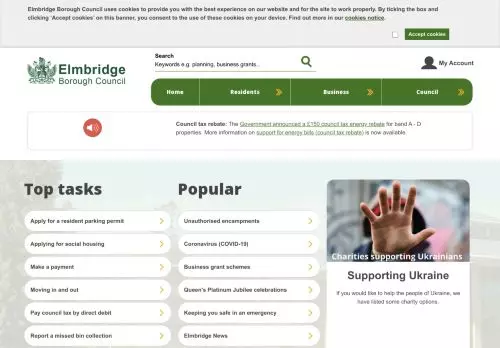 Elmbridge Borough Council uses cookies to provide you with the best experience on our website and for the site to work properly. By ticking the box and
clicking 'Accept cookies' on this banner, you consent to the use of these cookies on your device. Find out more in our cookies notice.
Accept cookies
Search
Keywords e.g. planning, business grants..
My Account
Elmbridge
Borough Council
Home
Residents
Business
Council
Council tax rebate: The Government announced a £150 council tax energy rebate for band A - D
properties. More information on support for energy bills (council tax rebate) is now available.
Top tasks
Apply for a resident parking permit
Applying for social housing
Make a payment
Moving in and out
Pay council tax by direct debit
Report a missed bin collection
Popular
Unauthorised encampments
Coronavirus (COVID-19)
Business grant schemes
Queen's Platinum Jubilee celebrations
Keeping you safe in an emergency
Elmbridge News
Charities supporting Ukrainians
Supporting Ukraine
If you would like to help the people of Ukraine, we
have listed some charity options.